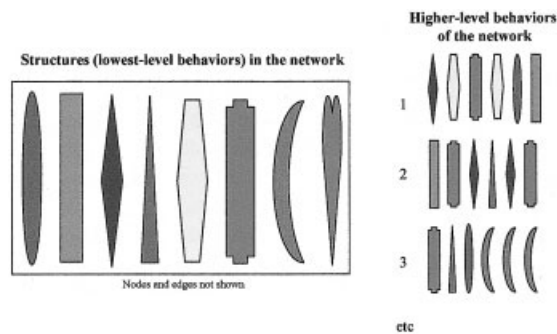 Structures (lowest-level behaviors) in the network
Nodes and edges not shown
Higher-level behaviors
of the network
1
2
3
etc